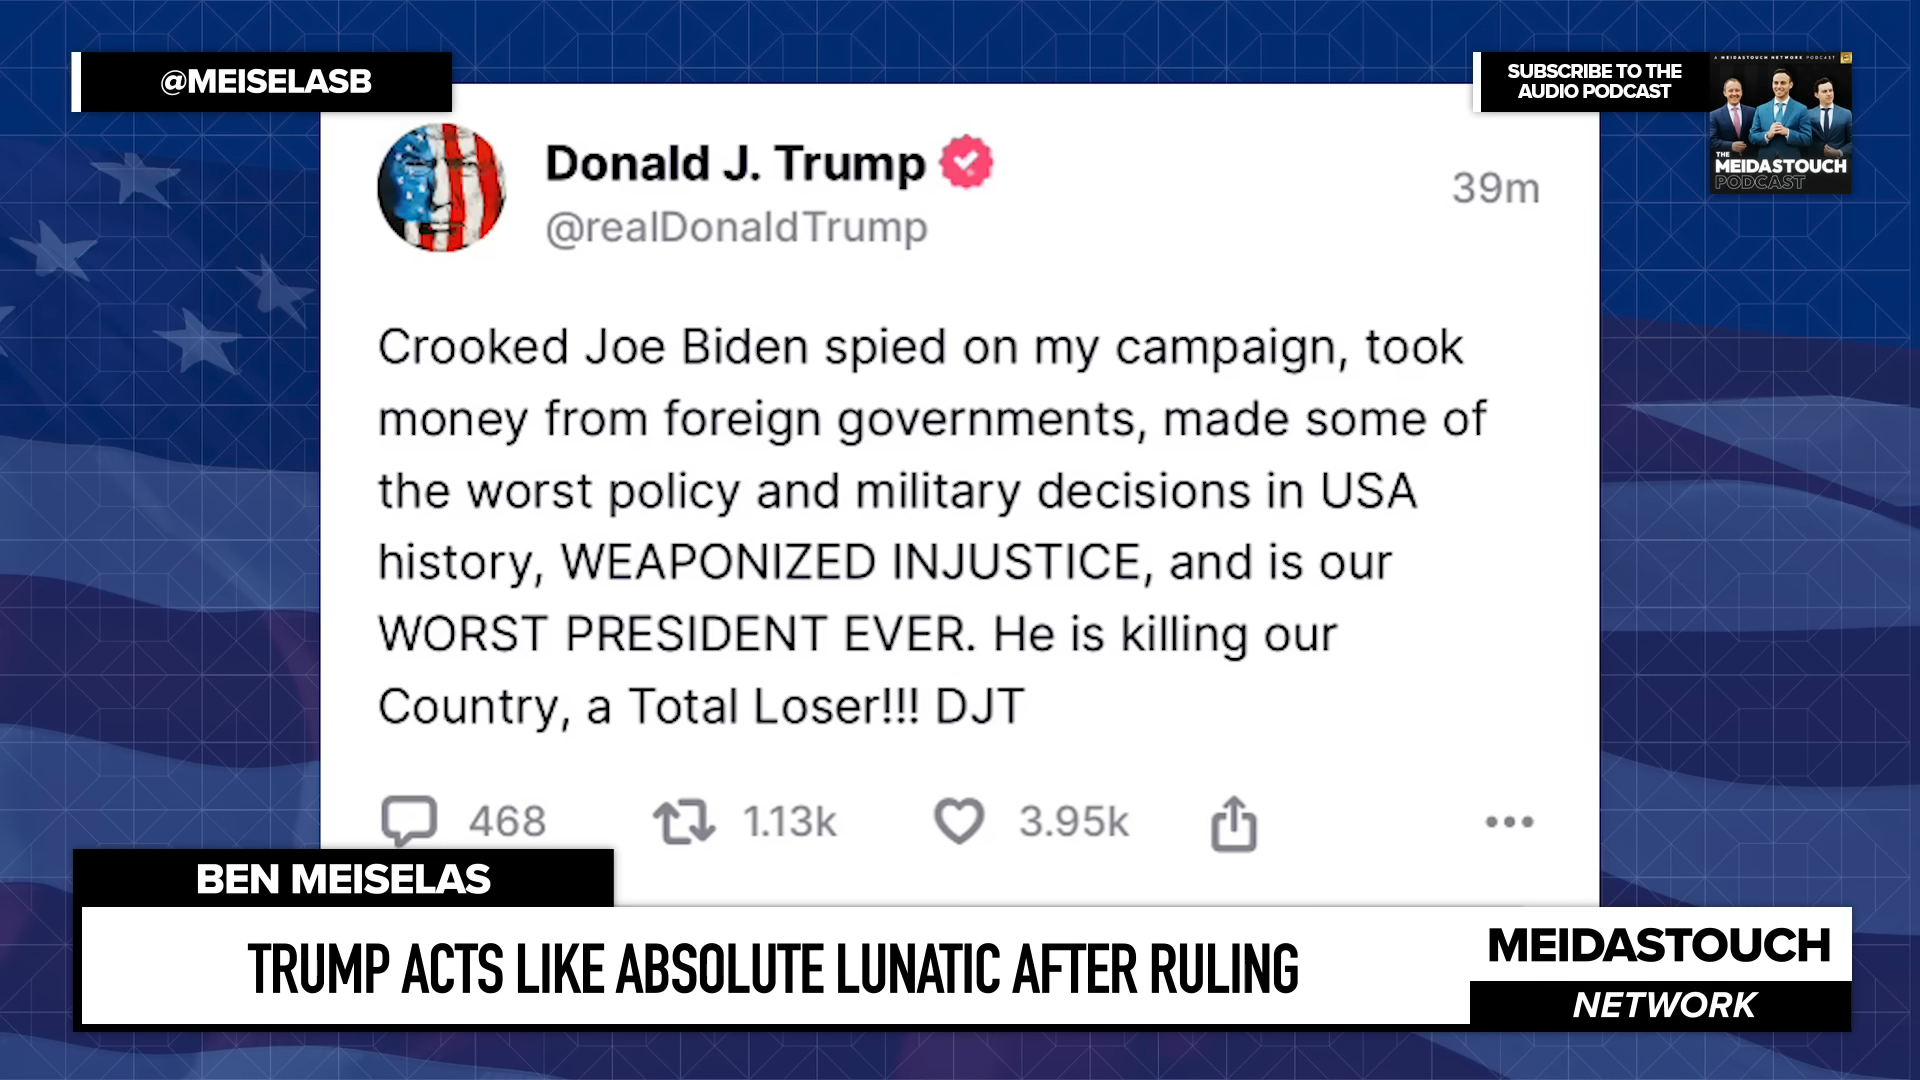 @MEISELASB
SUBSCRIBE TO THE
AUDIO PODCAST
A MEIDASTOUCH NETWORK PODCAST
THE
MEIDASTOUCH
PODCAST
Donald J. Trump
@realDonaldTrump
39m
Crooked Joe Biden spied on my campaign, took
money from foreign governments, made some of
the worst policy and military decisions in USA
history, WEAPONIZED INJUSTICE, and is our
WORST PRESIDENT EVER. He is killing our
Country, a Total Loser!!! DJT
468 1.13k 3.95k
BEN MEISELAS
TRUMP ACTS LIKE ABSOLUTE LUNATIC AFTER RULING
MEIDASTOUCH
NETWORK